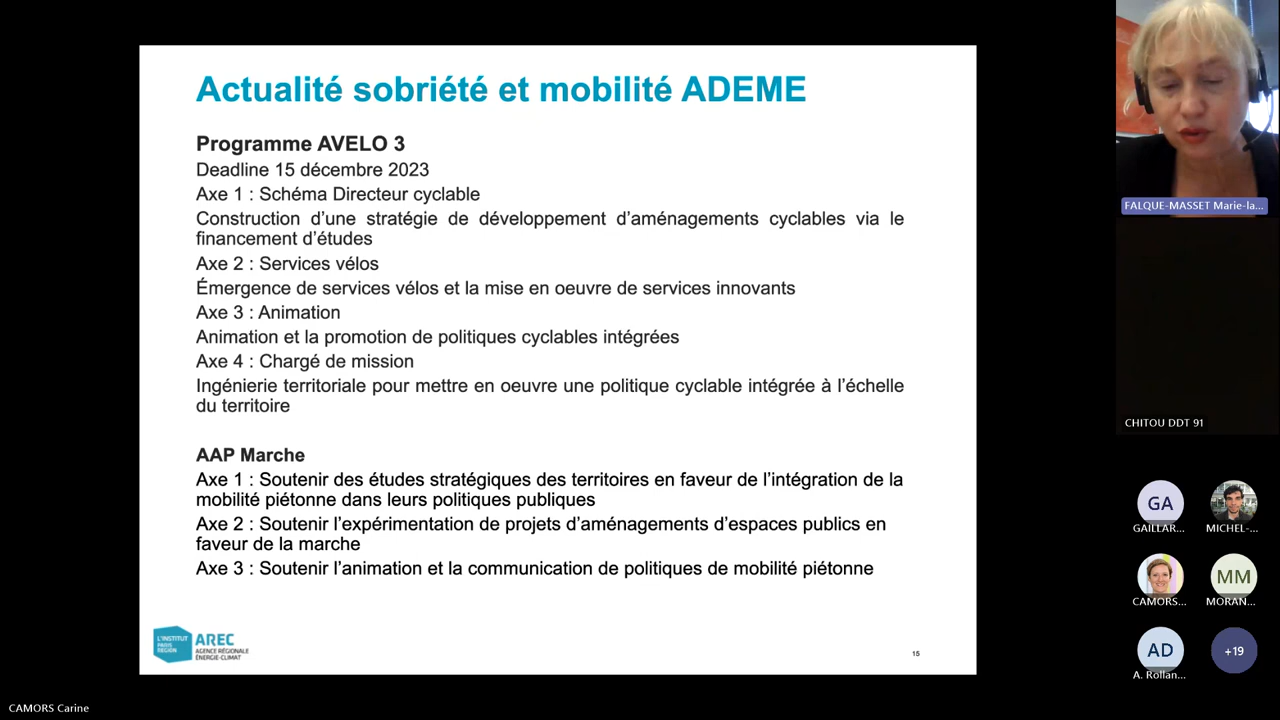 Actualité sobriété et mobilité ADEME
Programme AVELO 3
Deadline 15 décembre 2023
Axe 1 : Schéma Directeur cyclable
Construction d’une stratégie de développement d’aménagements cyclables via le
financement d’études
Axe 2 : Services vélos
Émergence de services vélos et la mise en oeuvre de services innovants
Axe 3 : Animation
Animation et la promotion de politiques cyclables intégrées
Axe 4 : Chargé de mission
Ingénierie territoriale pour mettre en oeuvre une politique cyclable intégrée à l’échelle
du territoire
AAP Marche
Axe 1 : Soutenir des études stratégiques des territoires en faveur de l’intégration de la
mobilité piétonne dans leurs politiques publiques
Axe 2 : Soutenir l’expérimentation de projets d’aménagements d’espaces publics en
faveur de la marche
Axe 3 : Soutenir l’animation et la communication de politiques de mobilité piétonne
L'INSTITUT
PARIS
REGION
AREC
AGENCE RÉGIONALE
ÉNERGIE-CLIMAT
15
FALQUE-MASSET Marie-la...
CHITOU DDT 91
GA
GAILLAR...
MICHEL-...
CAMORS...
MM
MORAN...
AD
A. Rollan...
+19
CAMORS Carine